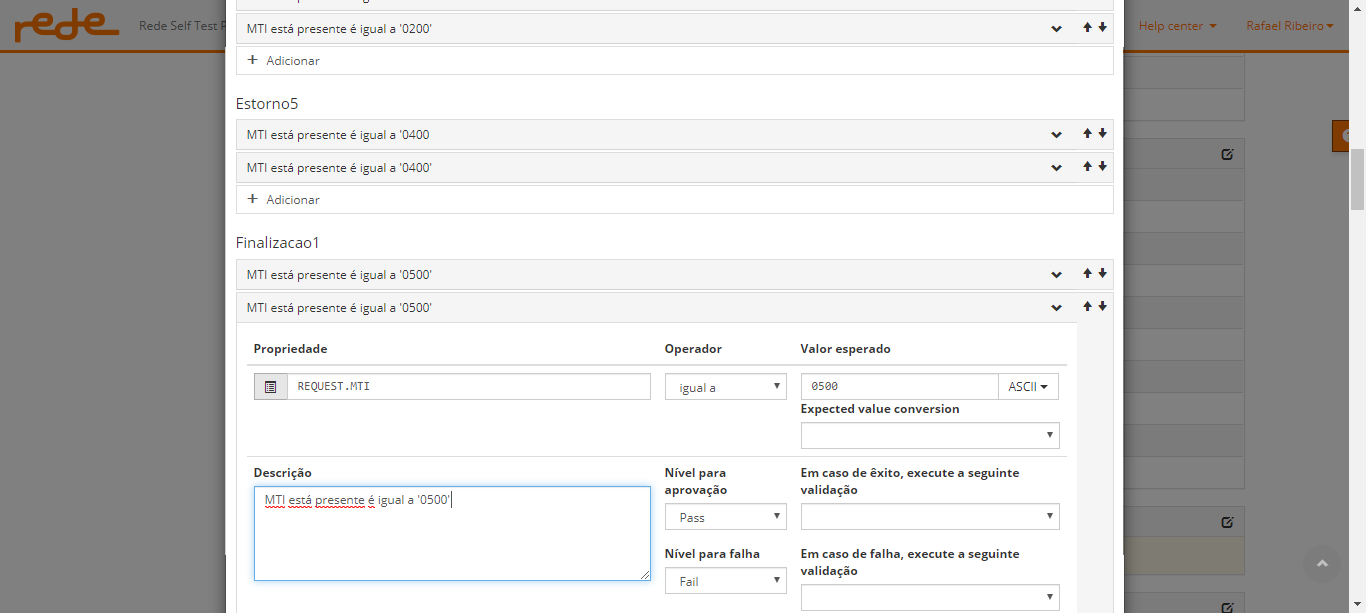 rede
Rede Self Test
Help center
Rafael Ribeiro
MTI está presente é igual a '0200'
+ Adicionar
Estorno5
MTI está presente é igual a '0400
MTI está presente é igual a '0400'
+ Adicionar
Finalizacao1
MTI está presente é igual a '0500'
MTI está presente é igual a '0500'
Propriedade Operador Valor esperado
REQUEST.MTI igual a 0500 ASCII
Expected value conversion
Descrição
MTI está presente é igual a '0500'
Nível para
aprovação
Pass
Em caso de êxito, execute a seguinte
validação
Nível para falha
Fail
Em caso de falha, execute a seguinte
validação